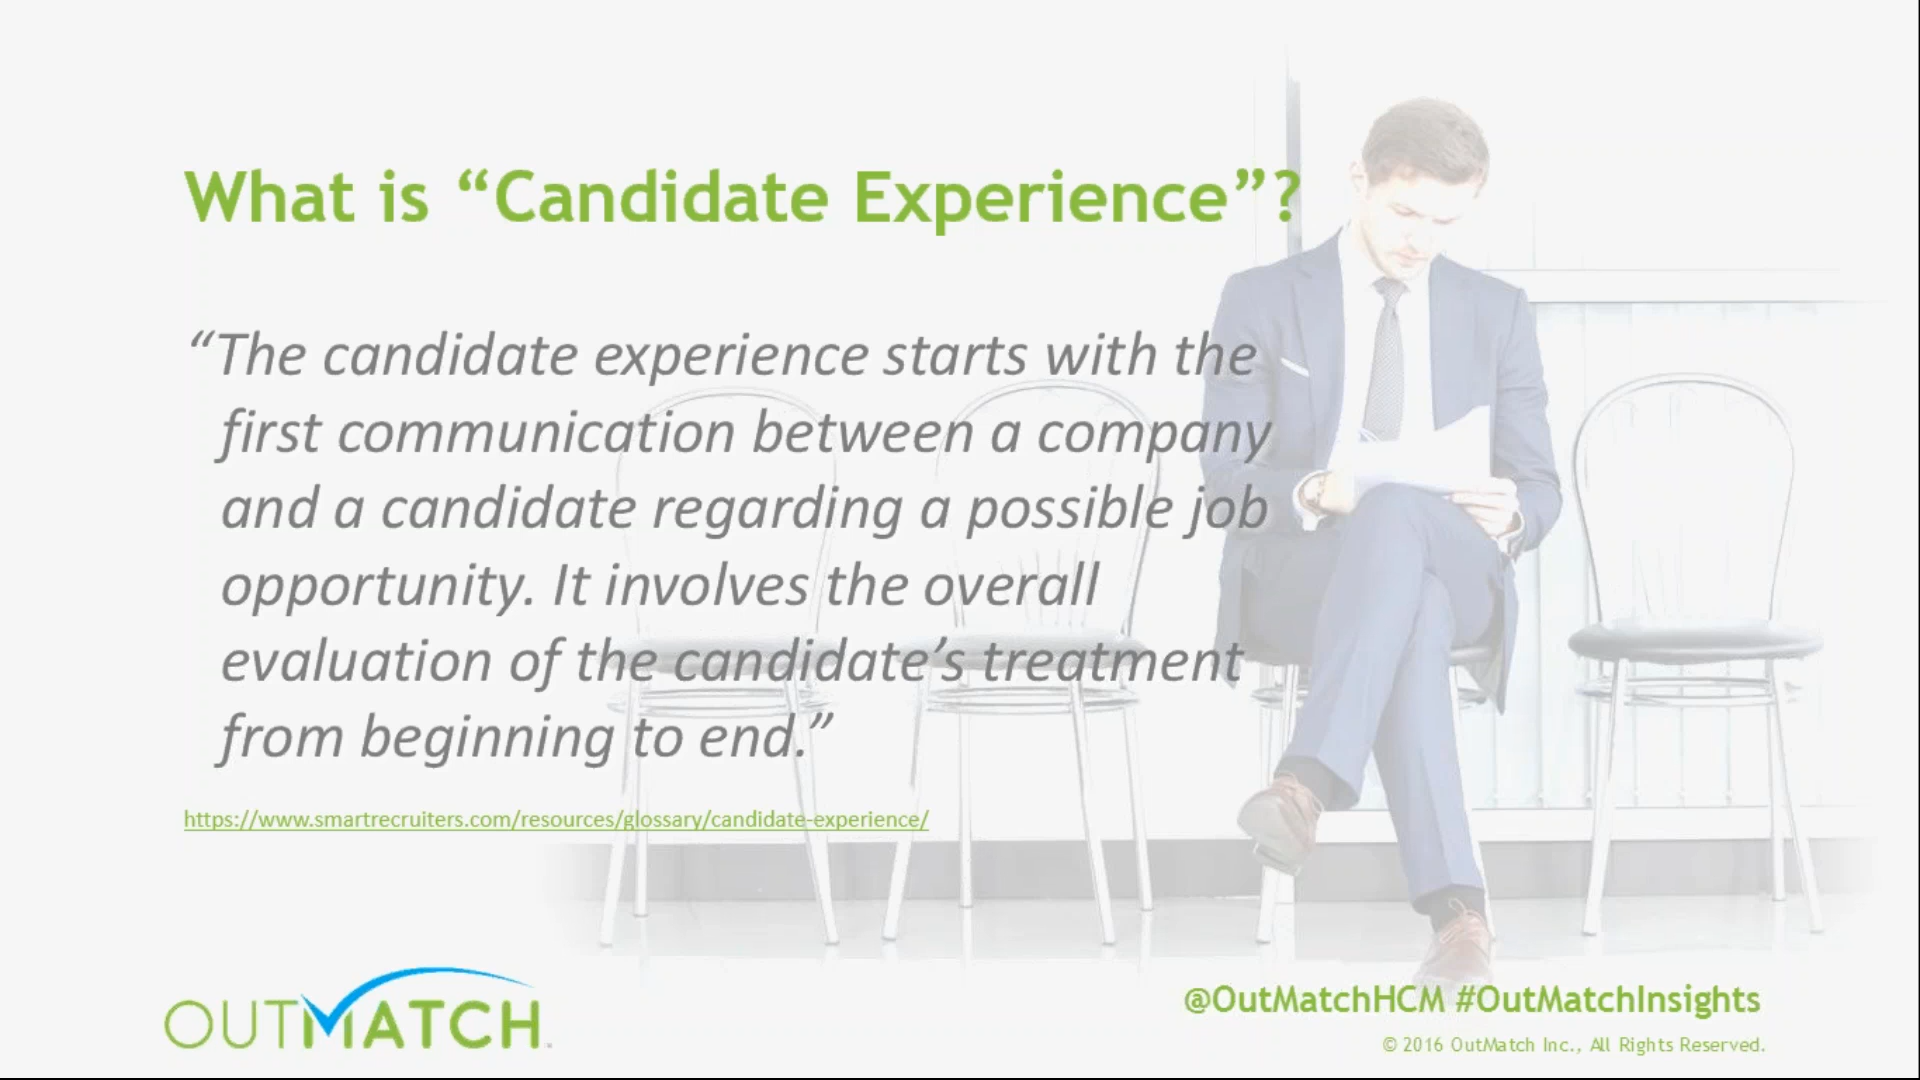 What is “Candidate Experience”?
“The candidate experience starts with the
first communication between a company
and a candidate regarding a possible job
opportunity. It involves the overall
evaluation of the candidate’s treatment
from beginning to end.”
https://www.smartrecruiters.com/resources/glossary/candidate-experience/
OUTMATCH
@OutMatchHCM #OutMatchInsights
© 2016 OutMatch Inc., All Rights Reserved.